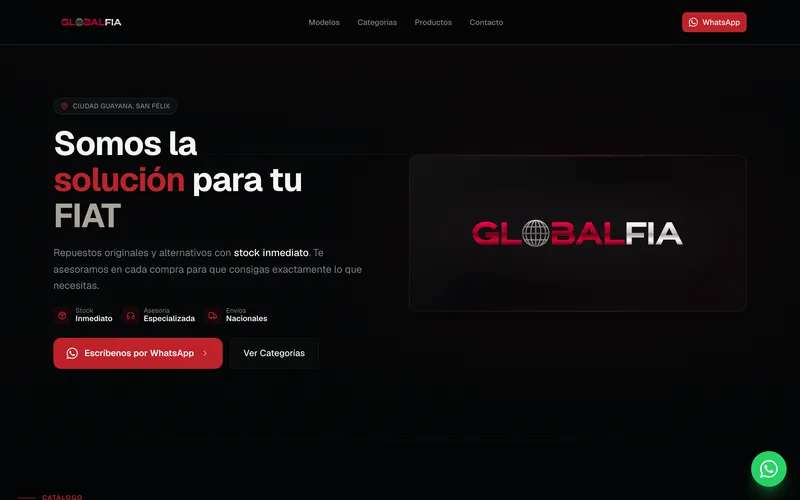 GLOBALFIA
Modelos
Categorías
Productos
Contacto
WhatsApp
CIUDAD GUAYANA, SAN FÉLIX
Somos la
solución para tu
FIAT
Repuestos originales y alternativos con stock inmediato. Te
asesoramos en cada compra para que consigas exactamente lo que
necesitas.
Stock
Inmediato
Asesoría
Especializada
Envíos
Nacionales
Escríbenos por WhatsApp
Ver Categorías
GLOBALFIA
CATÁLOGO